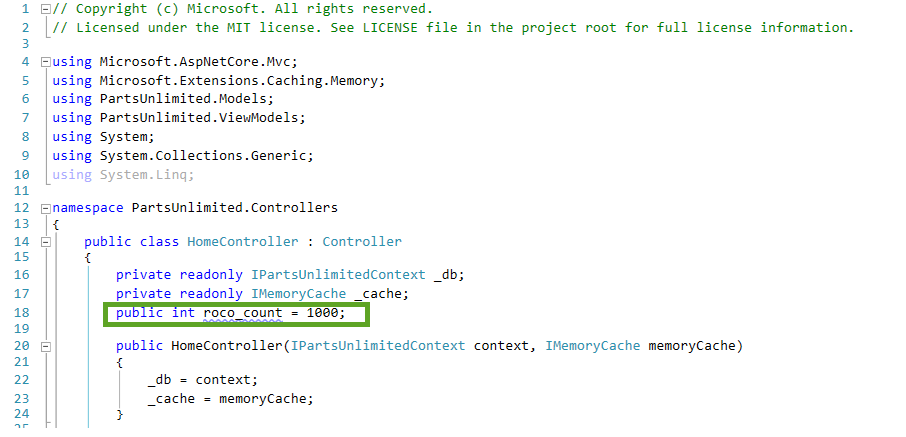 1 // Copyright (c) Microsoft. All rights reserved.
2 // Licensed under the MIT license. See LICENSE file in the project root for full license information.
3
4 using Microsoft.AspNetCore.Mvc;
5 using Microsoft.Extensions.Caching.Memory;
6 using PartsUnlimited.Models;
7 using PartsUnlimited.ViewModels;
8 using System;
9 using System.Collections.Generic;
10 using System.Linq;
11
12 namespace PartsUnlimited.Controllers
13 {
14 public class HomeController : Controller
15 {
16 private readonly IPartsUnlimitedContext _db;
17 private readonly IMemoryCache _cache;
18 public int roco_count = 1000;
19
20 public HomeController(IPartsUnlimitedContext context, IMemoryCache memoryCache)
21 {
22 _db = context;
23 _cache = memoryCache;
24 }